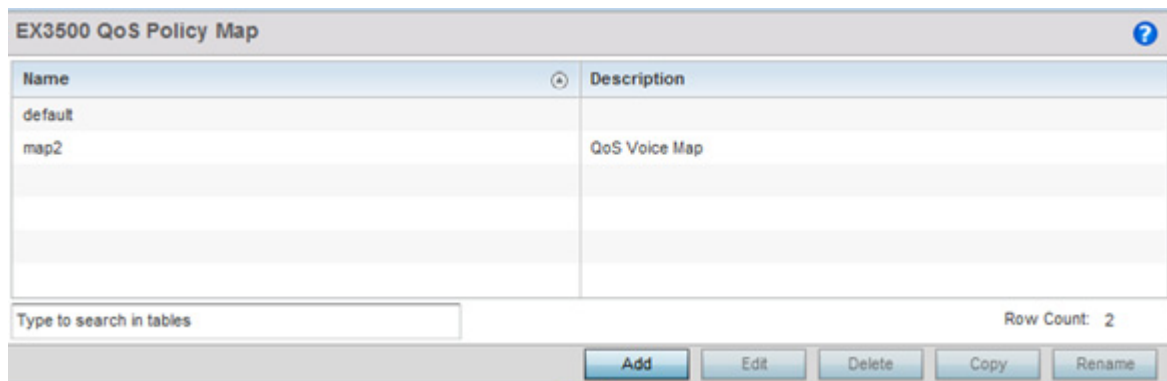 EX3500 QoS Policy Map
Name Description
default
map2 QoS Voice Map
Type to search in tables Row Count: 2
Add Edit Delete Copy Rename